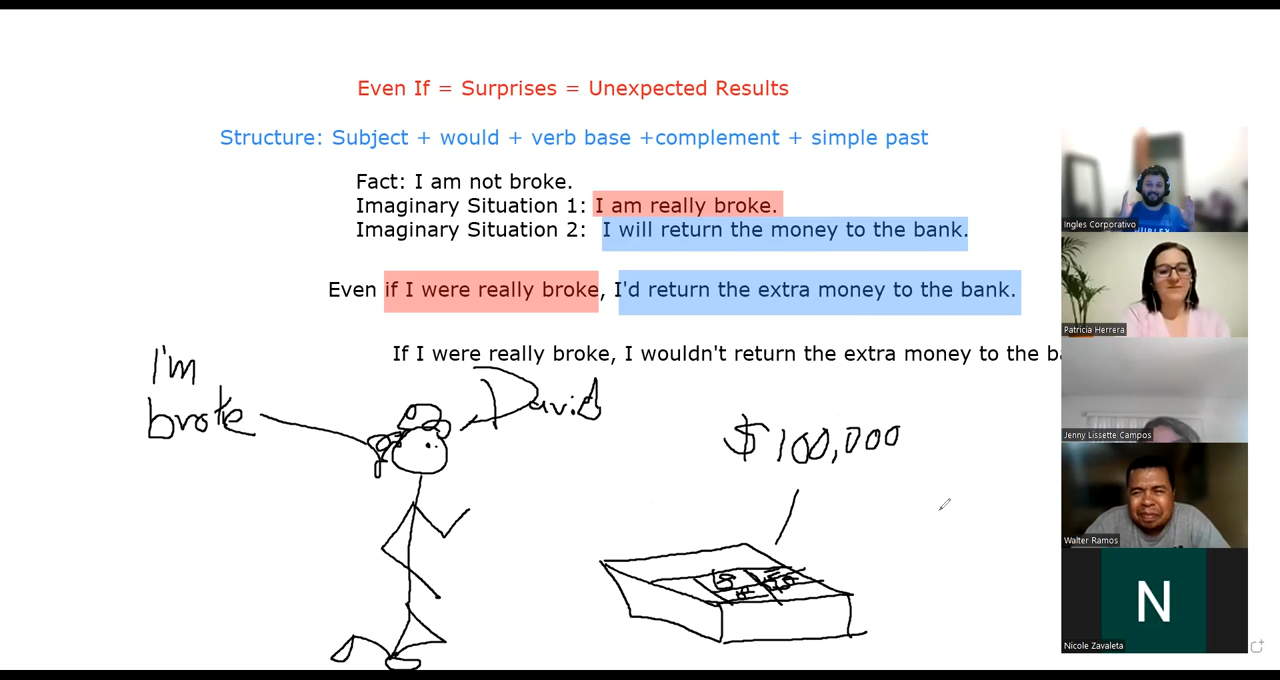 Even If = Surprises = Unexpected Results
Structure: Subject + would + verb base +complement + simple past
Fact: I am not broke.
Imaginary Situation 1: I am really broke.
Imaginary Situation 2: I will return the money to the bank.
Even if I were really broke, I'd return the extra money to the bank.
If I were really broke, I wouldn't return the extra money to the
I'm
broke
David
$100,000
Ingles Corporativo
Patricia Herrera
Jenny Lissette Campos
Walter Ramos
N
Nicole Zavaleta